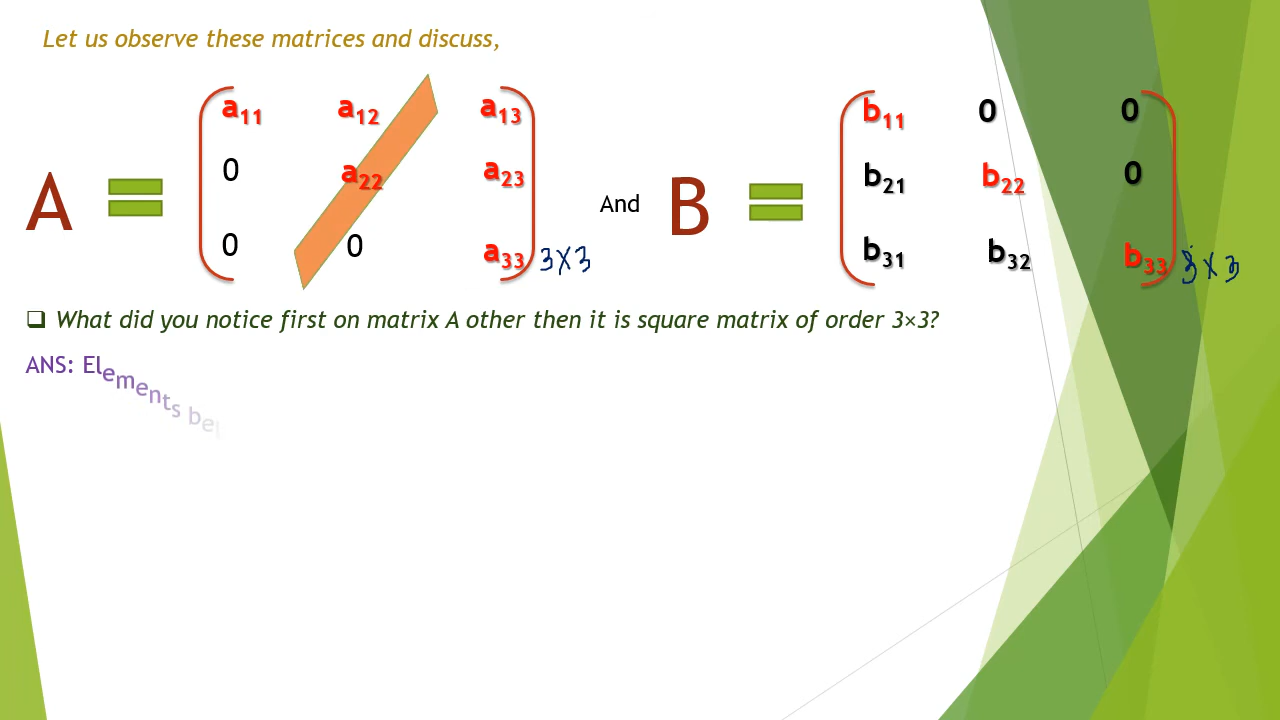 Let us observe these matrices and discuss,
A = a11 a12 a13
0 a22 a23
0 0 a33 3×3
And
B = b11 0 0
b21 b22 0
b31 b32 b33 3×3
What did you notice first on matrix A other then it is square matrix of order 3×3?
ANS: Elements